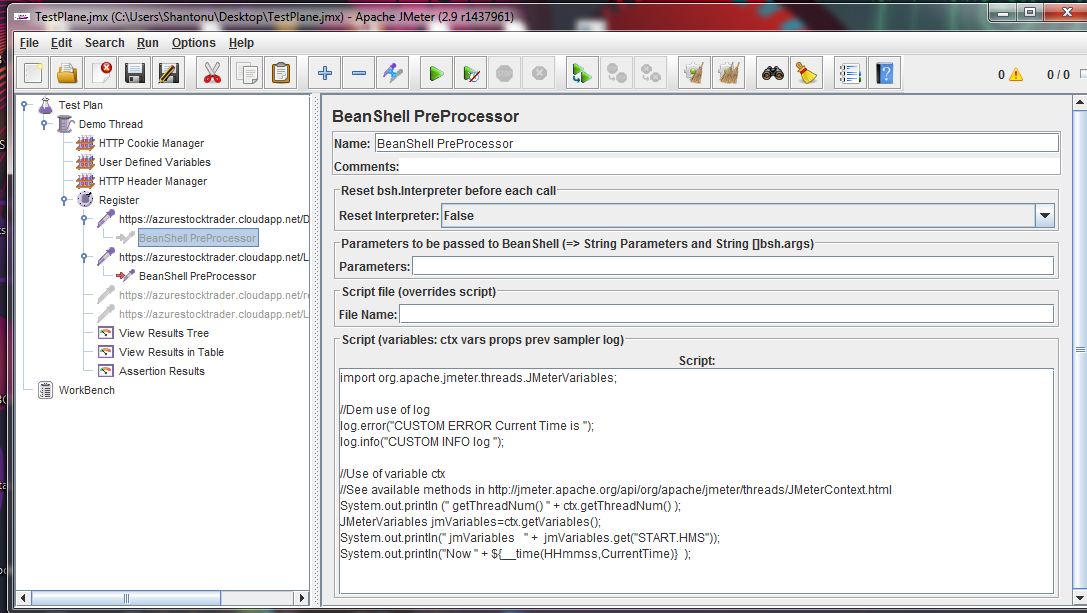 TestPlane.jmx (C:\Users\Shantonu\Desktop\TestPlane.jmx) - Apache JMeter (2.9 r1437961)
File Edit Search Run Options Help
0 0 / 0
Test Plan
Demo Thread
HTTP Cookie Manager
User Defined Variables
HTTP Header Manager
Register
https://azurestocktrader.cloudapp.net/D
BeanShell PreProcessor
https://azurestocktrader.cloudapp.net/L
BeanShell PreProcessor
https://azurestocktrader.cloudapp.net/r
https://azurestocktrader.cloudapp.net/L
View Results Tree
View Results in Table
Assertion Results
WorkBench
BeanShell PreProcessor
Name: BeanShell PreProcessor
Comments:
Reset bsh.Interpreter before each call
Reset Interpreter: False
Parameters to be passed to BeanShell (=> String Parameters and String []bsh.args)
Parameters:
Script file (overrides script)
File Name:
Script (variables: ctx vars props prev sampler log)
Script:
import org.apache.jmeter.threads.JMeterVariables;
//Dem use of log
log.error("CUSTOM ERROR Current Time is ");
log.info("CUSTOM INFO log ");
//Use of variable ctx
//See available methods in http://jmeter.apache.org/api/org/apache/jmeter/threads/JMeterContext.html
System.out.println (" getThreadNum() " + ctx.getThreadNum() );
JMeterVariables jmVariables=ctx.getVariables();
System.out.println(" jmVariables   " +  jmVariables.get("START.HMS"));
System.out.println("Now " + ${__time(HHmmss,CurrentTime)}  );